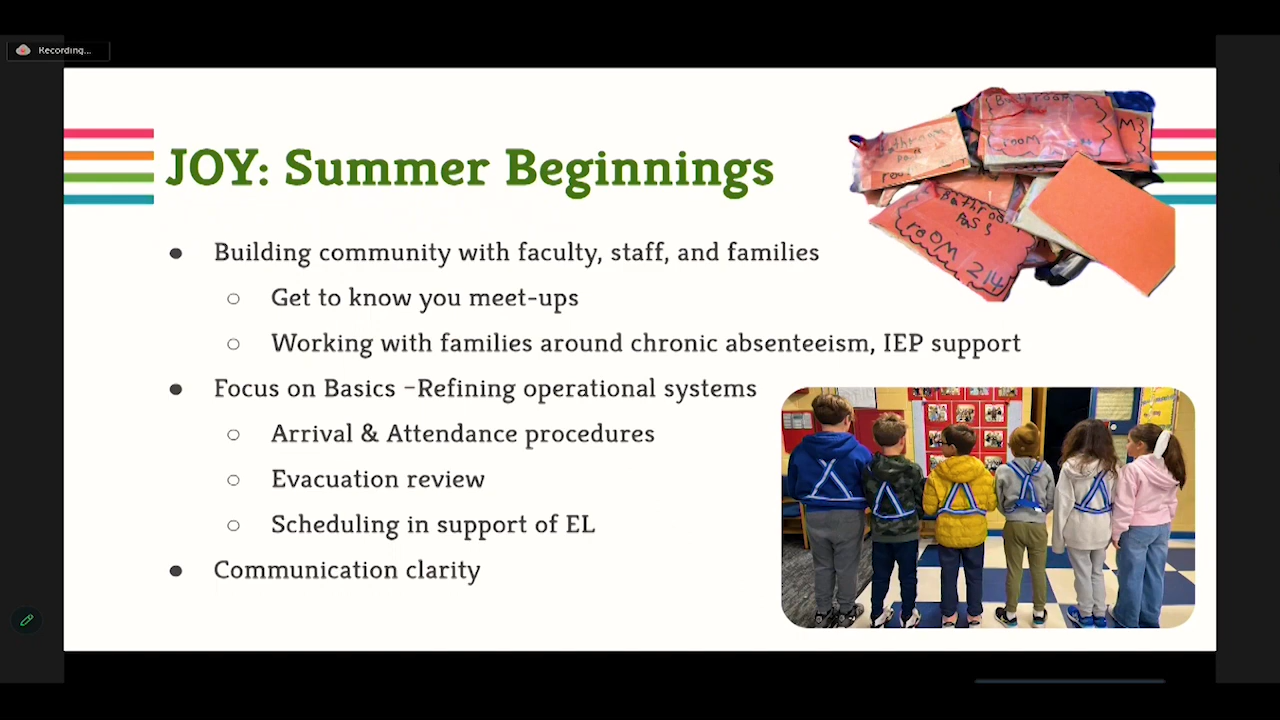 Recording...
JOY: Summer Beginnings
Building community with faculty, staff, and families
Get to know you meet-ups
Working with families around chronic absenteeism, IEP support
Focus on Basics –Refining operational systems
Arrival & Attendance procedures
Evacuation review
Scheduling in support of EL
Communication clarity
Bathroom
room
Pass
room 214